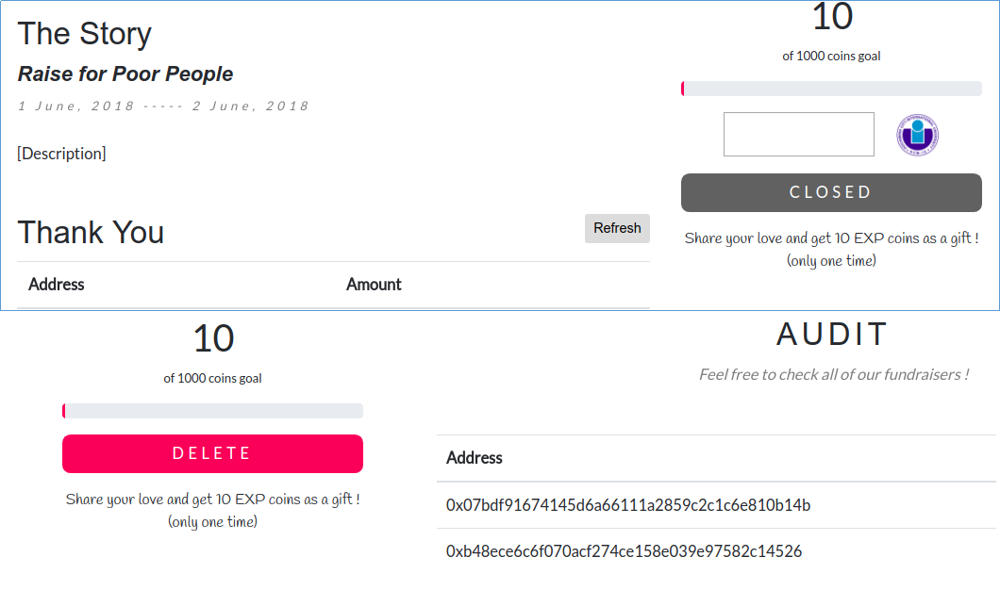 The Story
Raise for Poor People
1 June, 2018 ----- 2 June, 2018
[Description]
Thank You
Refresh
Address Amount
10
of 1000 coins goal
CLOSED
Share your love and get 10 EXP coins as a gift !
(only one time)
10
of 1000 coins goal
DELETE
Share your love and get 10 EXP coins as a gift !
(only one time)
AUDIT
Feel free to check all of our fundraisers !
Address
0x07bdf91674145d6a66111a2859c2c1c6e810b14b
0xb48ece6c6f070acf274ce158e039e97582c14526